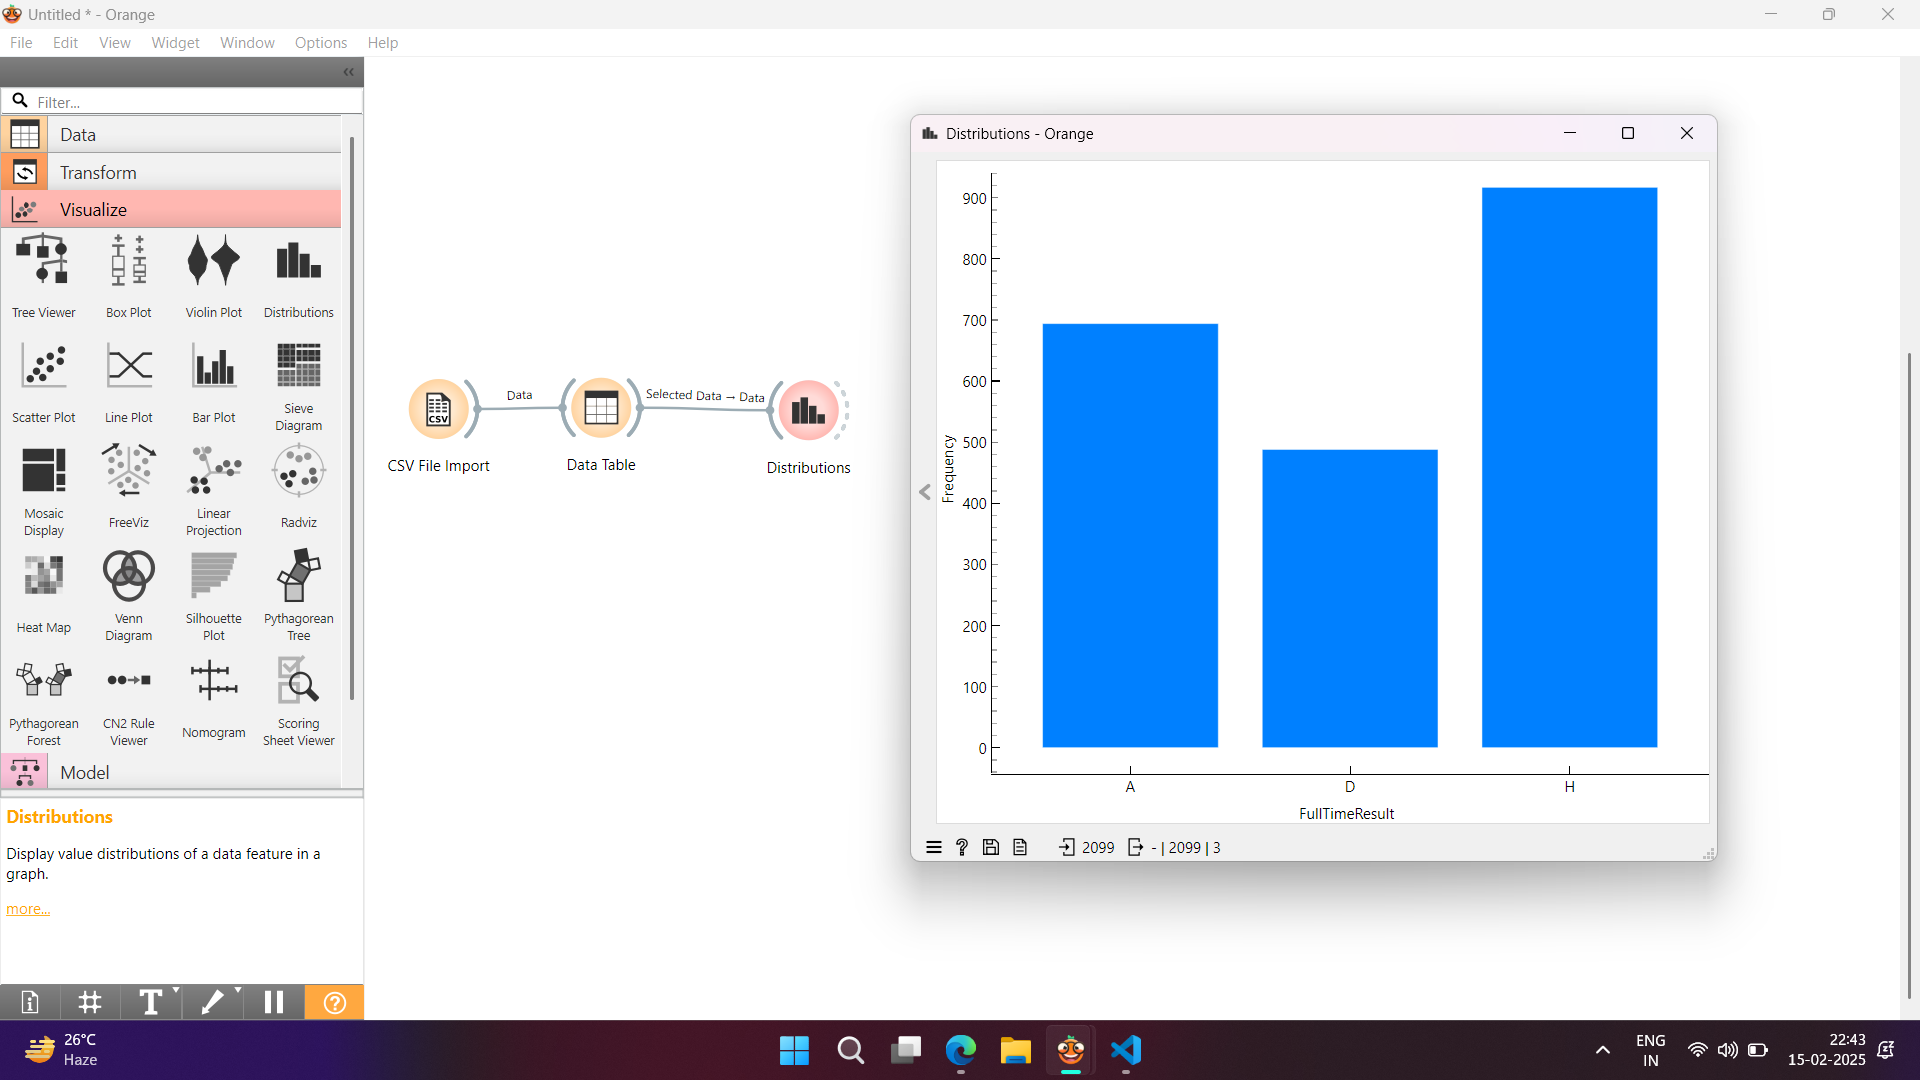 Untitled * - Orange
File Edit View Widget Window Options Help
Filter...
Data
Transform
Visualize
Tree Viewer Box Plot Violin Plot Distributions
Scatter Plot Line Plot Bar Plot Sieve
Diagram
Mosaic
Display
FreeViz
Linear
Projection
Radviz
Heat Map
Venn
Diagram
Silhouette
Plot
Pythagorean
Tree
Pythagorean
Forest
CN2 Rule
Viewer
Nomogram
Scoring
Sheet Viewer
Model
Distributions
Display value distributions of a data feature in a
graph.
more...
CSV
Data
Selected Data → Data
CSV File Import
Data Table
Distributions
Distributions - Orange
Frequency
900
800
700
600
500
400
300
200
100
0
A D H
FullTimeResult
2099 - | 2099 | 3
26°C
Haze
ENG
IN
22:43
15-02-2025